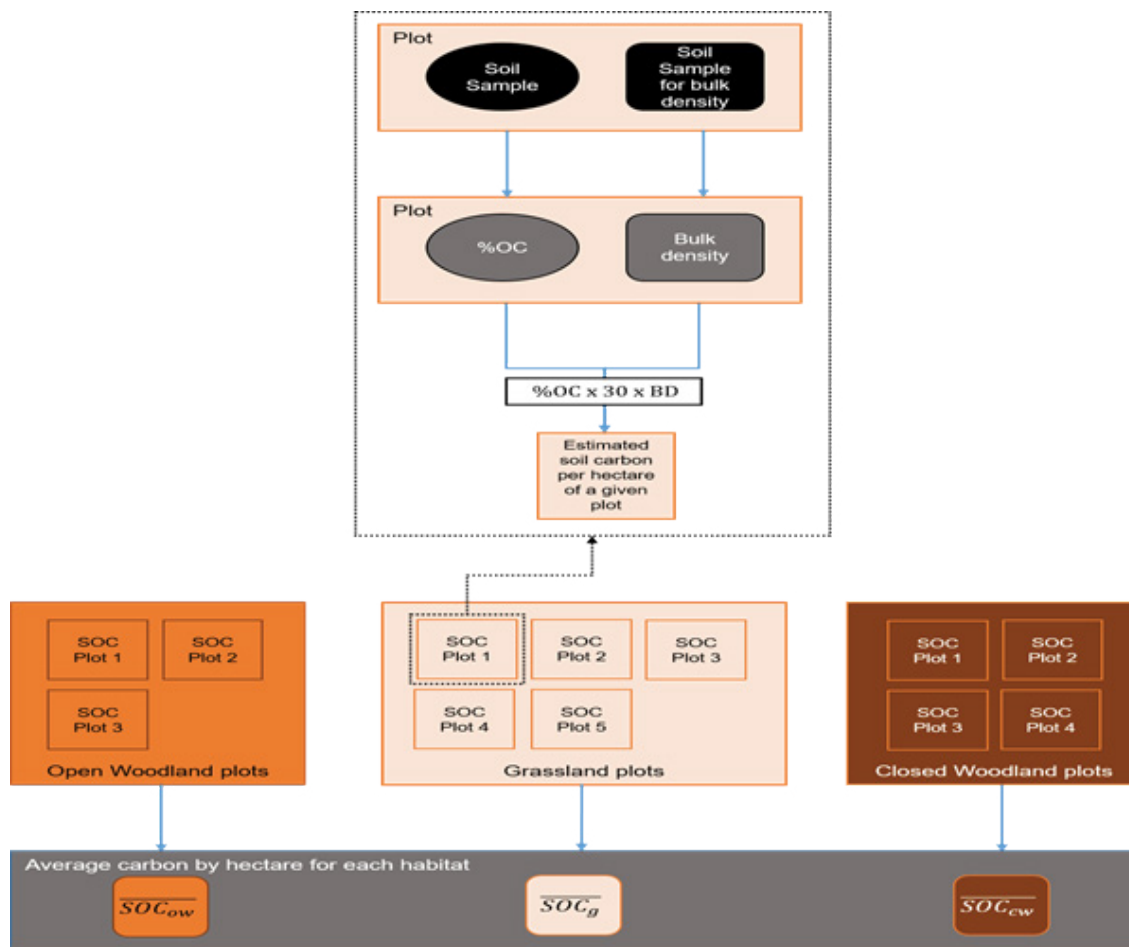 Plot
Soil
Sample
Soil
Sample
for bulk
density
Plot
%OC
Bulk
density
%OC x 30 x BD
Estimated
soil carbon
per hectare
of a given
plot
SOC
Plot 1
SOC
Plot 2
SOC
Plot 3
Open Woodland plots
SOC
Plot 1
SOC
Plot 2
SOC
Plot 3
SOC
Plot 4
SOC
Plot 5
Grassland plots
SOC
Plot 1
SOC
Plot 2
SOC
Plot 3
SOC
Plot 4
Closed Woodland plots
Average carbon by hectare for each habitat
SOC_ow
SOC_g
SOC_cw